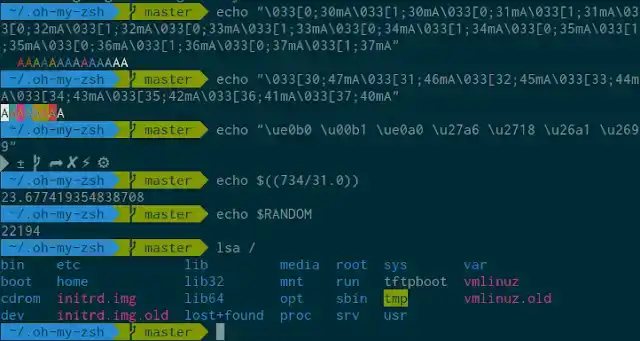 ~/.oh-my-zsh master echo "\033[0;30mA\033[1;30mA\033[0;31mA\033[1;31mA\03
3[0;32mA\033[1;32mA\033[0;33mA\033[1;33mA\033[0;34mA\033[1;34mA\033[0;35mA\033[1
;35mA\033[0;36mA\033[1;36mA\033[0;37mA\033[1;37mA"
AAAAAAAAAAAAAA
~/.oh-my-zsh master echo "\033[30;47mA\033[31;46mA\033[32;45mA\033[33;44m
A\033[34;43mA\033[35;42mA\033[36;41mA\033[37;40mA"
AAAAAAAA
~/.oh-my-zsh master echo "\ue0b0 \u00b1 \ue0a0 \u27a6 \u2718 \u26a1 \u269
9"
± ➦ ✘ ⚡ ⚙
~/.oh-my-zsh master echo $((734/31.0))
23.677419354838708
~/.oh-my-zsh master echo $RANDOM
22194
~/.oh-my-zsh master lsa /
bin etc lib media root sys var
boot home lib32 mnt run tftpboot vmlinuz
cdrom initrd.img lib64 opt sbin tmp vmlinuz.old
dev initrd.img.old lost+found proc srv usr
~/.oh-my-zsh master